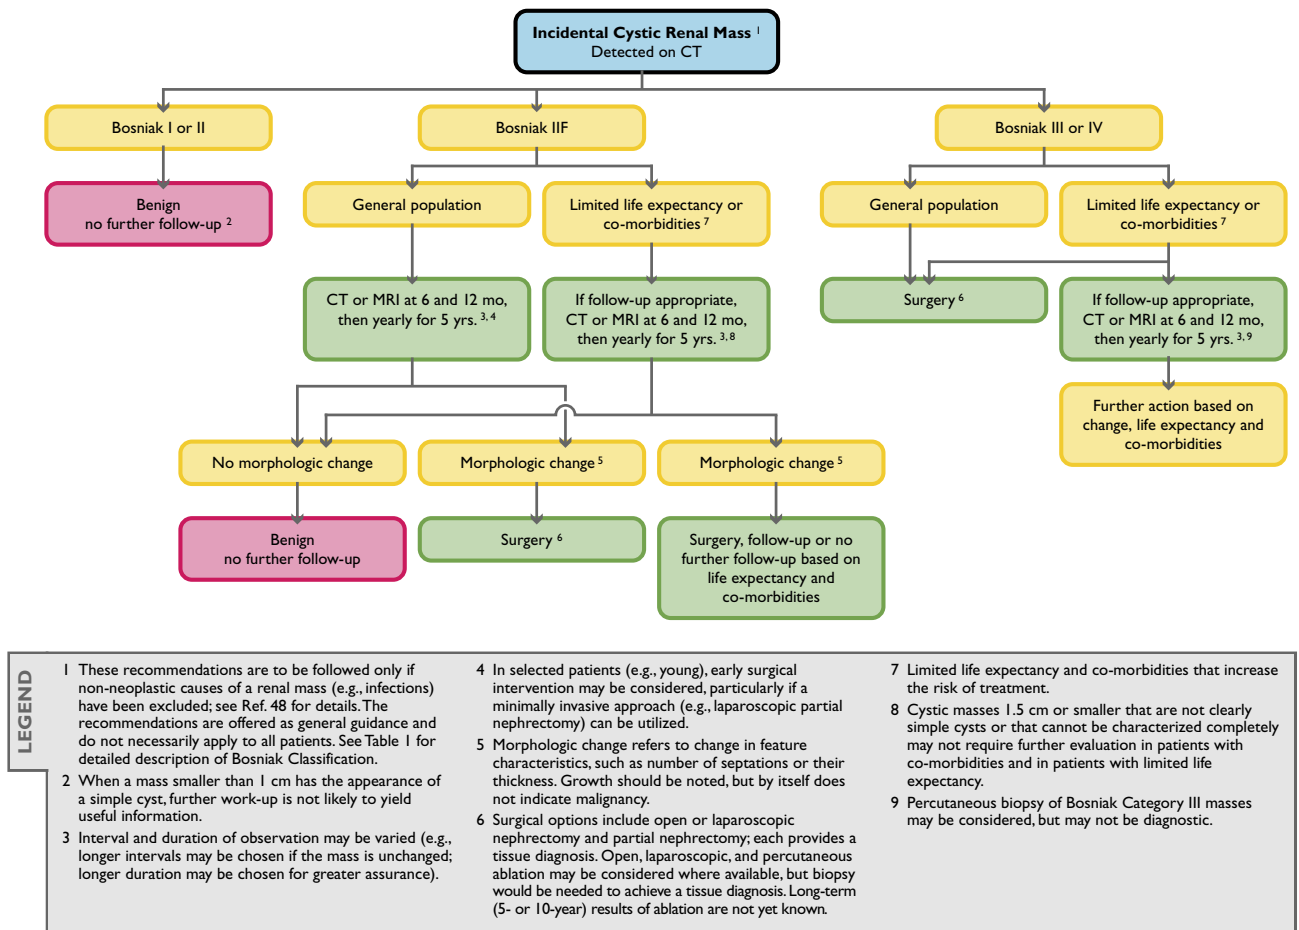 Incidental Cystic Renal Mass 1
Detected on CT
Bosniak I or II
Bosniak IIF
Bosniak III or IV
Benign
no further follow-up 2
General population
Limited life expectancy or
co-morbidities 7
General population
Limited life expectancy or
co-morbidities 7
CT or MRI at 6 and 12 mo,
then yearly for 5 yrs. 3, 4
If follow-up appropriate,
CT or MRI at 6 and 12 mo,
then yearly for 5 yrs. 3, 8
Surgery 6
If follow-up appropriate,
CT or MRI at 6 and 12 mo,
then yearly for 5 yrs. 3, 9
Further action based on
change, life expectancy and
co-morbidities
No morphologic change
Morphologic change 5
Morphologic change 5
Benign
no further follow-up
Surgery 6
Surgery, follow-up or no
further follow-up based on
life expectancy and
co-morbidities
LEGEND
1 These recommendations are to be followed only if
non-neoplastic causes of a renal mass (e.g., infections)
have been excluded; see Ref. 48 for details. The
recommendations are offered as general guidance and
do not necessarily apply to all patients. See Table 1 for
detailed description of Bosniak Classification.
2 When a mass smaller than 1 cm has the appearance of
a simple cyst, further work-up is not likely to yield
useful information.
3 Interval and duration of observation may be varied (e.g.,
longer intervals may be chosen if the mass is unchanged;
longer duration may be chosen for greater assurance).
4 In selected patients (e.g., young), early surgical
intervention may be considered, particularly if a
minimally invasive approach (e.g., laparoscopic partial
nephrectomy) can be utilized.
5 Morphologic change refers to change in feature
characteristics, such as number of septations or their
thickness. Growth should be noted, but by itself does
not indicate malignancy.
6 Surgical options include open or laparoscopic
nephrectomy and partial nephrectomy; each provides a
tissue diagnosis. Open, laparoscopic, and percutaneous
ablation may be considered where available, but biopsy
would be needed to achieve a tissue diagnosis. Long-term
(5- or 10-year) results of ablation are not yet known.
7 Limited life expectancy and co-morbidities that increase
the risk of treatment.
8 Cystic masses 1.5 cm or smaller that are not clearly
simple cysts or that cannot be characterized completely
may not require further evaluation in patients with
co-morbidities and in patients with limited life
expectancy.
9 Percutaneous biopsy of Bosniak Category III masses
may be considered, but may not be diagnostic.